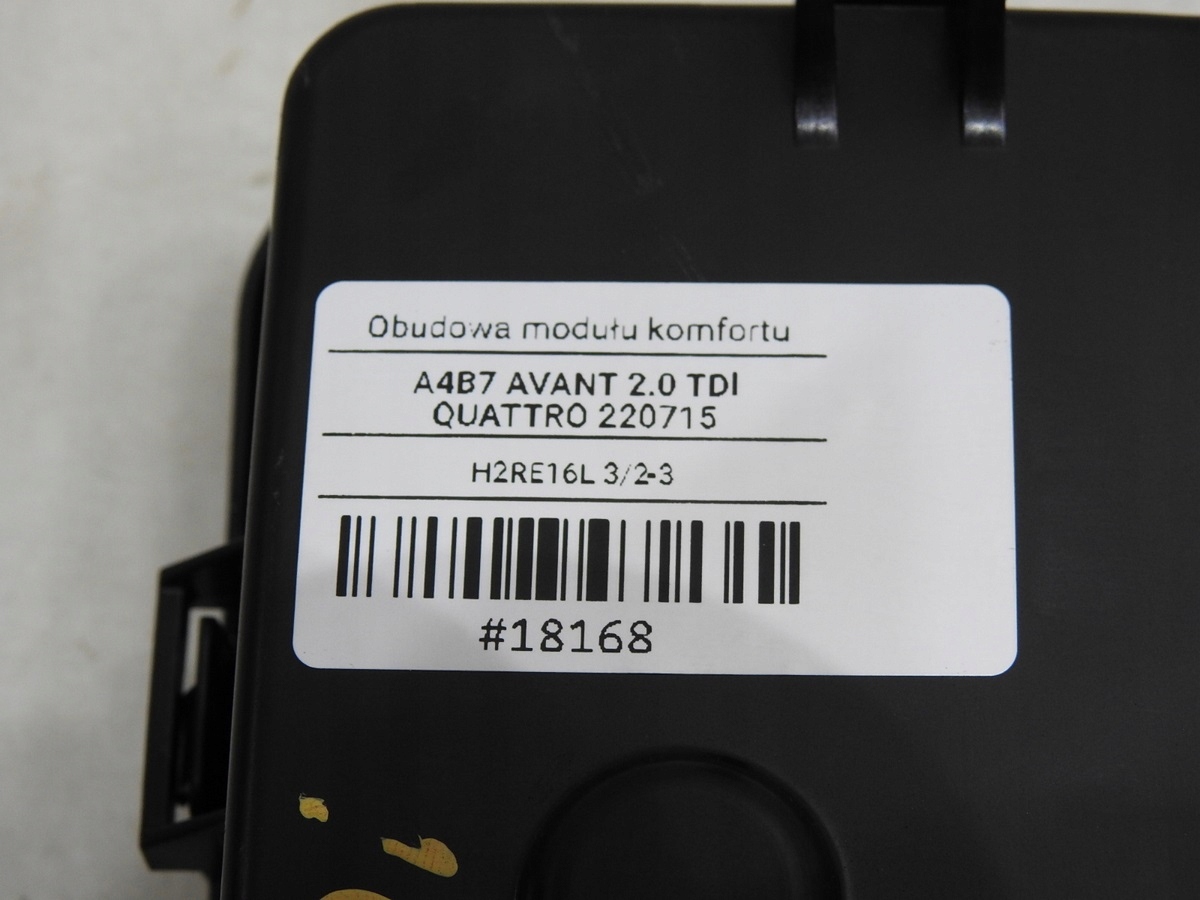 Obudowa modułu komfortu
A4B7 AVANT 2.0 TDI
QUATTRO 220715
H2RE16L 3/2-3
#18168